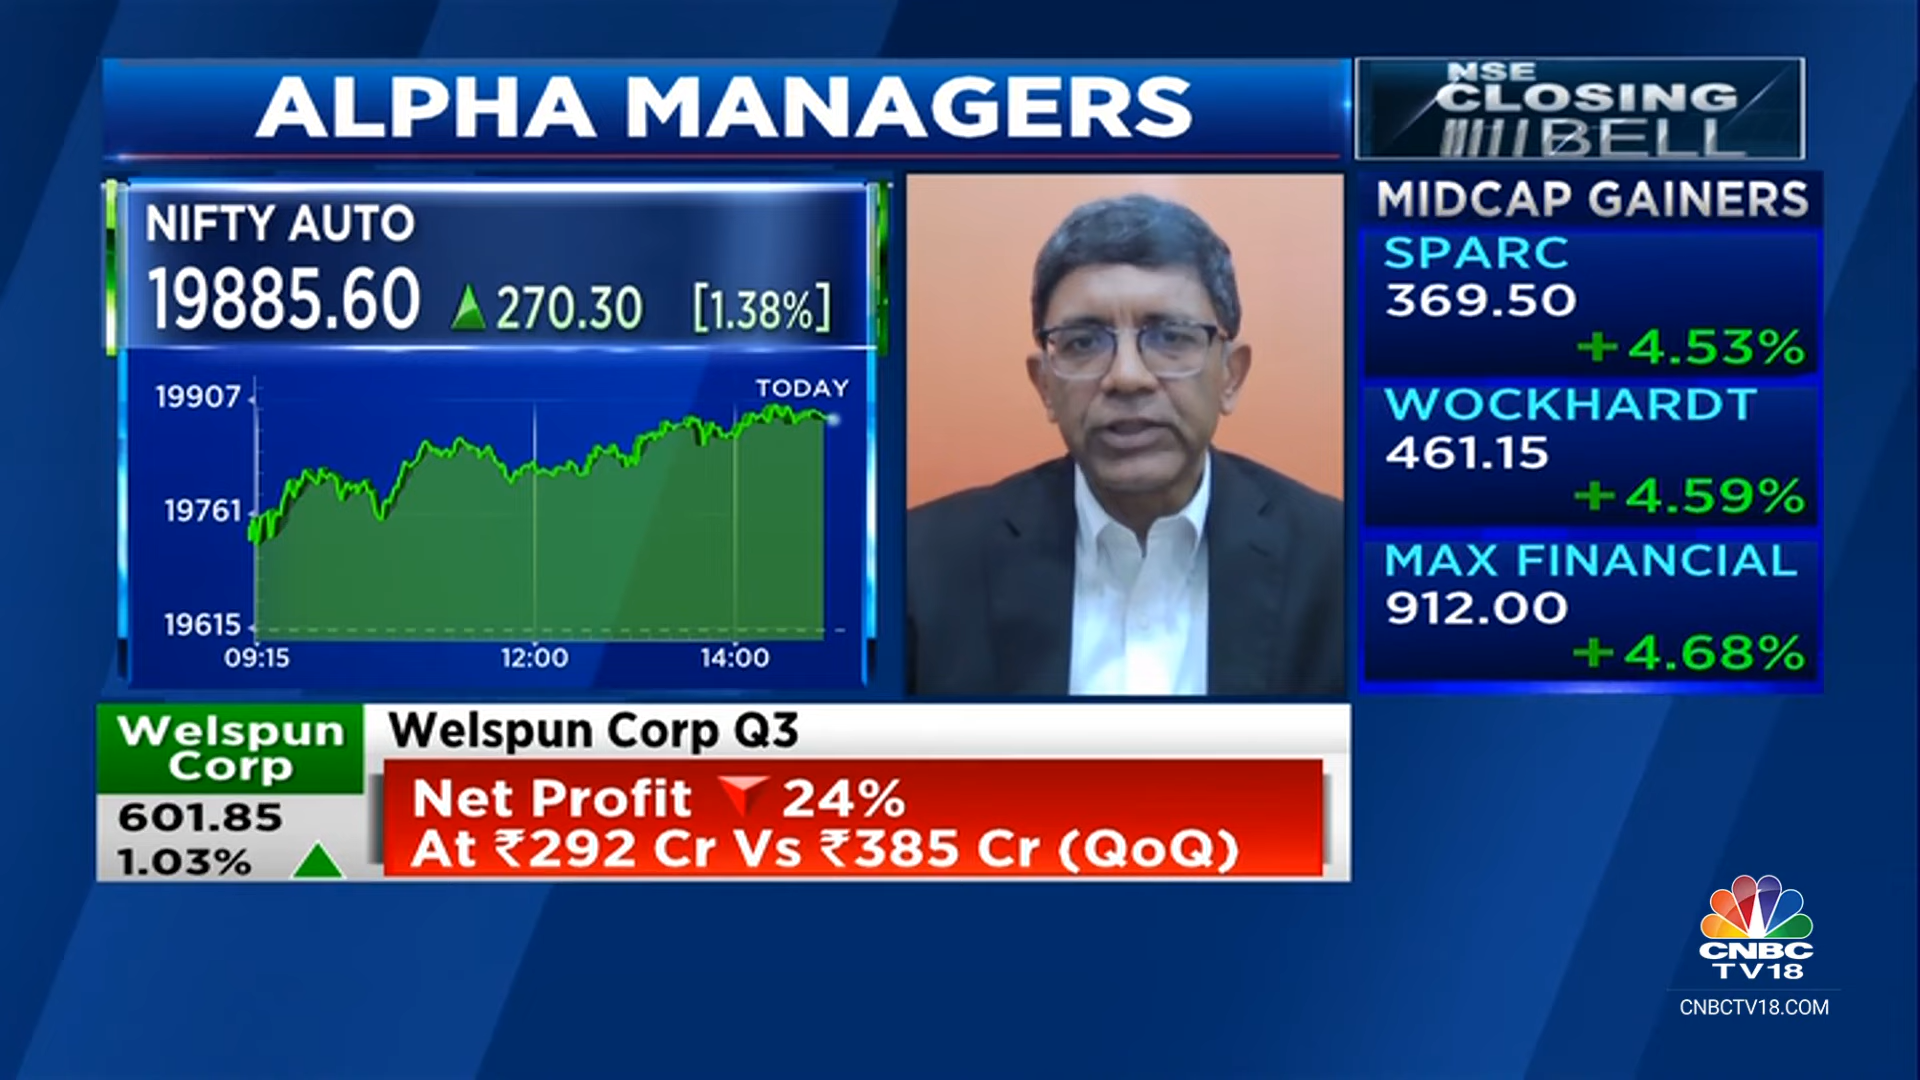 ALPHA MANAGERS
NSE
CLOSING
BELL
NIFTY AUTO
19885.60 ▲ 270.30 [1.38%]
TODAY
19907
19761
19615
09:15 12:00 14:00
MIDCAP GAINERS
SPARC
369.50
+4.53%
WOCKHARDT
461.15
+4.59%
MAX FINANCIAL
912.00
+4.68%
Welspun
Corp
601.85
1.03% ▲
Welspun Corp Q3
Net Profit ▼ 24%
At ₹292 Cr Vs ₹385 Cr (QoQ)
CNBC
TV18
CNBCTV18.COM